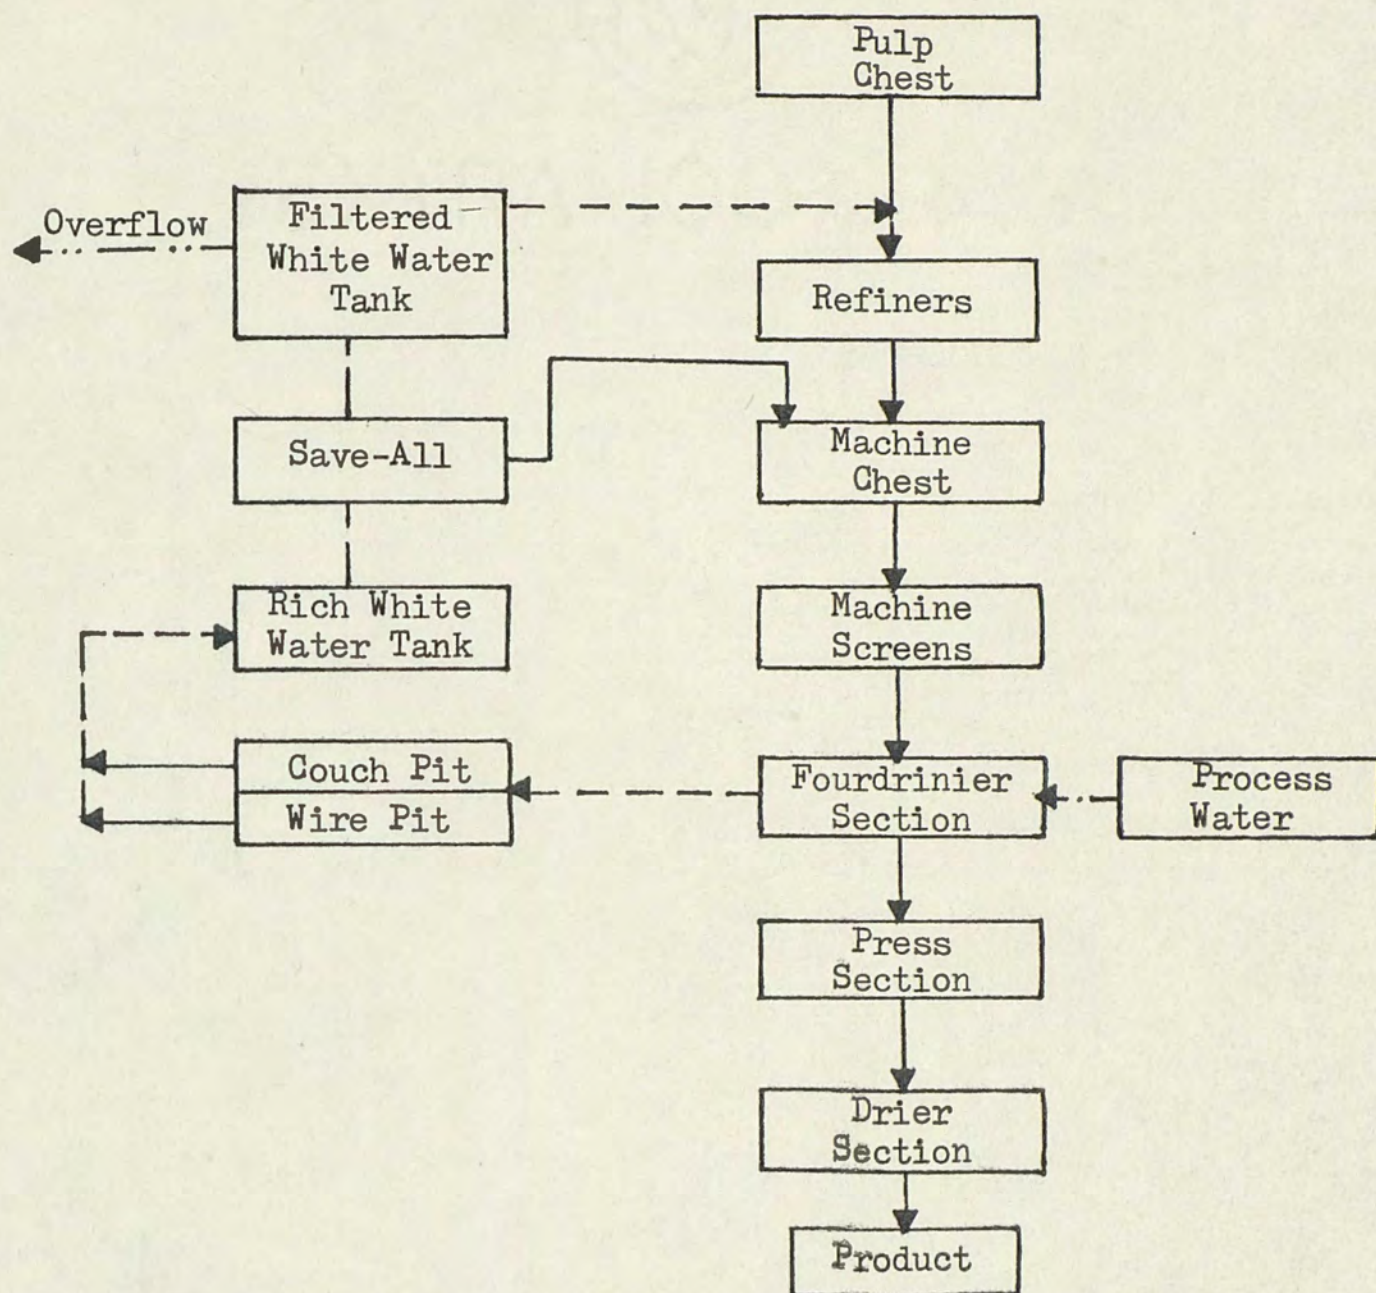 Pulp
Chest
Overflow
Filtered
White Water
Tank
Refiners
Save-All
Machine
Chest
Rich White
Water Tank
Machine
Screens
Couch Pit
Wire Pit
Fourdrinier
Section
Process
Water
Press
Section
Drier
Section
Product